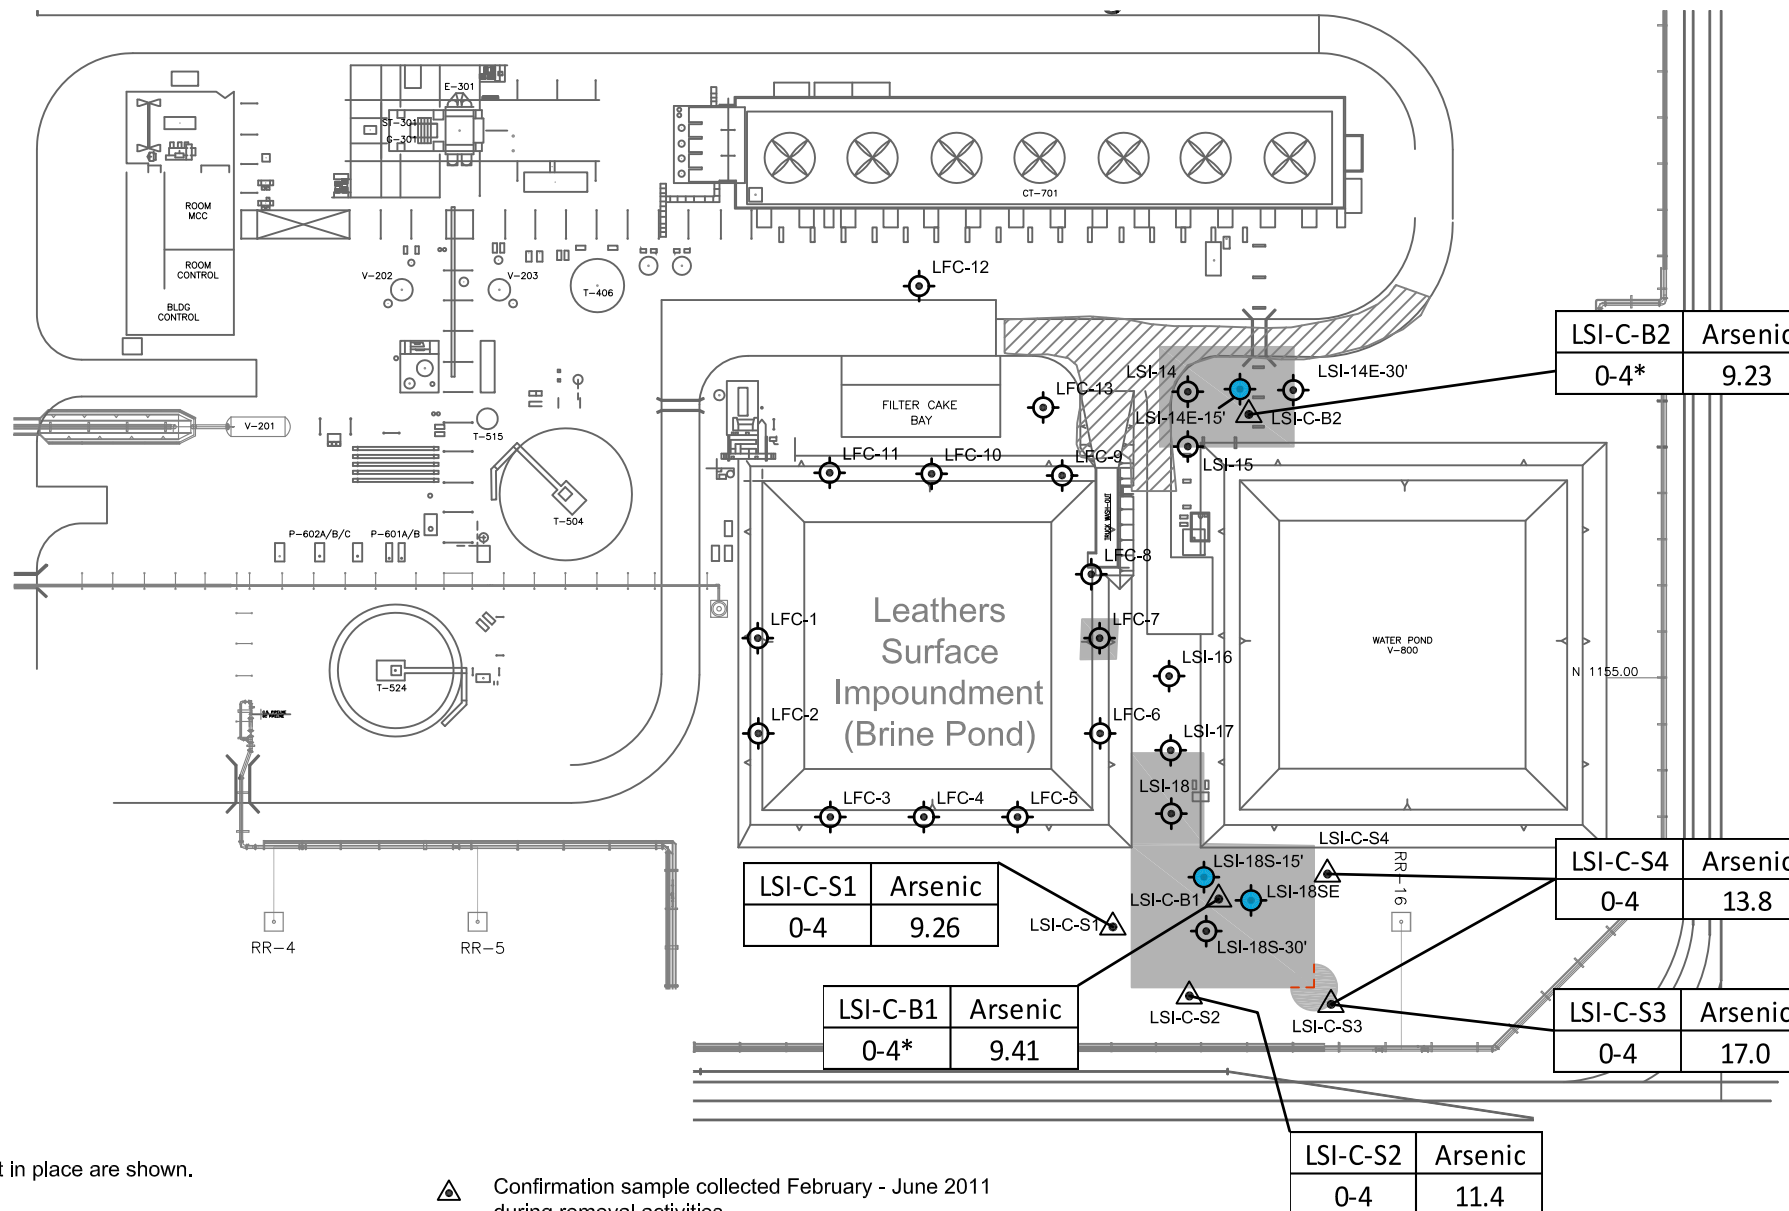 E-301
ST-301
G-301
ROOM
MCC
ROOM
CONTROL
BLDG
CONTROL
CT-701
V-202
V-203
T-406
LFC-12
LSI-C-B2 Arsenic
0-4* 9.23
LSI-14
LSI-14E-30'
LSI-14E-15'
LSI-C-B2
LSI-15
FILTER CAKE
BAY
LFC-13
V-201
T-515
LFC-11
LFC-10
LFC-9
TRUCK WASH-OUT
T-504
P-602A/B/C
P-601A/B
LFC-8
Leathers
Surface
Impoundment
(Brine Pond)
LFC-1
LFC-7
WATER POND
V-800
N 1155.00
LSI-16
T-524
LFC-2
LFC-6
LSI-17
LSI-18
LFC-3
LFC-4
LFC-5
LSI-C-S4
LSI-C-S4 Arsenic
0-4 13.8
LSI-18S-15'
LSI-18SE
LSI-C-B1
RR-16
LSI-C-S1 Arsenic
0-4 9.26
LSI-C-S1
LSI-18S-30'
RR-4
RR-5
LSI-C-B1 Arsenic
0-4* 9.41
LSI-C-S2
LSI-C-S3
LSI-C-S3 Arsenic
0-4 17.0
LSI-C-S2 Arsenic
0-4 11.4
t in place are shown.
Confirmation sample collected February - June 2011
during removal activities